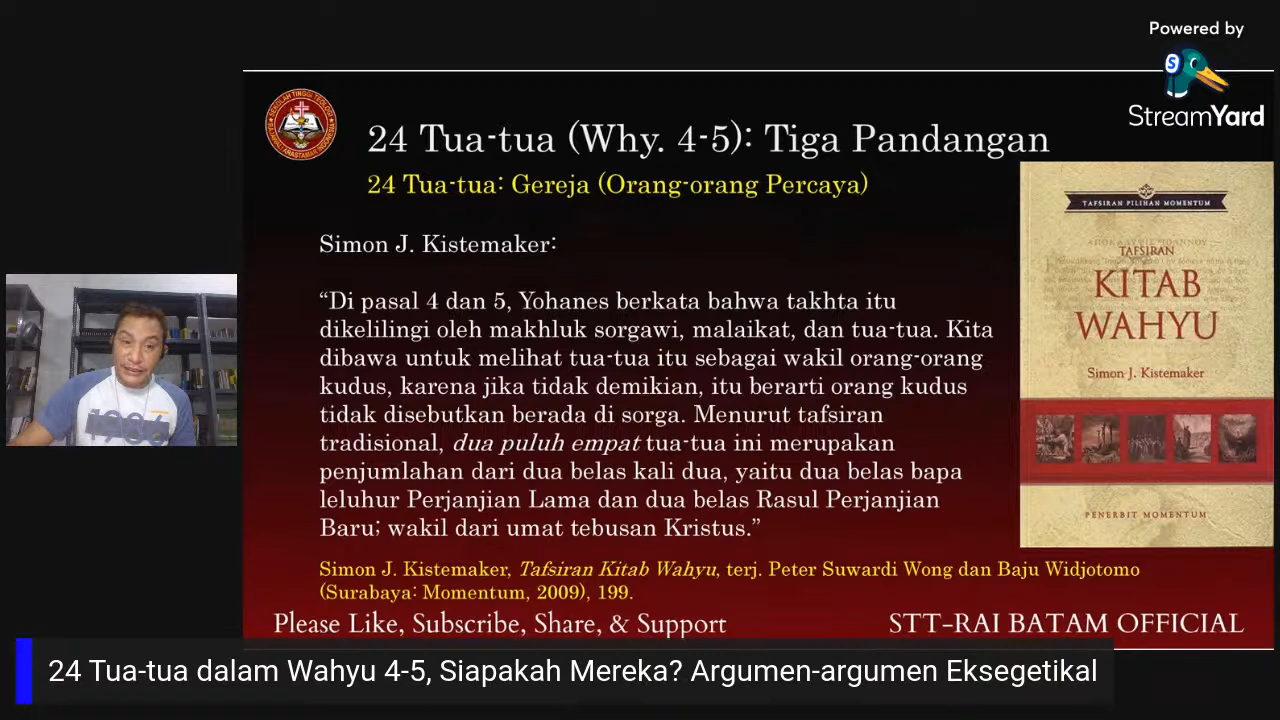 Powered by
StreamYard
24 Tua-tua (Why. 4-5): Tiga Pandangan
24 Tua-tua: Gereja (Orang-orang Percaya)
Simon J. Kistemaker:
“Di pasal 4 dan 5, Yohanes berkata bahwa takhta itu
dikelilingi oleh makhluk sorgawi, malaikat, dan tua-tua. Kita
dibawa untuk melihat tua-tua itu sebagai wakil orang-orang
kudus, karena jika tidak demikian, itu berarti orang kudus
tidak disebutkan berada di sorga. Menurut tafsiran
tradisional, dua puluh empat tua-tua ini merupakan
penjumlahan dari dua belas kali dua, yaitu dua belas bapa
leluhur Perjanjian Lama dan dua belas Rasul Perjanjian
Baru; wakil dari umat tebusan Kristus.”
Simon J. Kistemaker, Tafsiran Kitab Wahyu, terj. Peter Suwardi Wong dan Baju Widjotomo
(Surabaya: Momentum, 2009), 199.
TAFSIRAN PILIHAN MOMENTUM
TAFSIRAN
KITAB
WAHYU
Simon J. Kistemaker
PENERBIT MOMENTUM
1986
Please Like, Subscribe, Share, & Support
STT-RAI BATAM OFFICIAL
24 Tua-tua dalam Wahyu 4-5, Siapakah Mereka? Argumen-argumen Eksegetikal